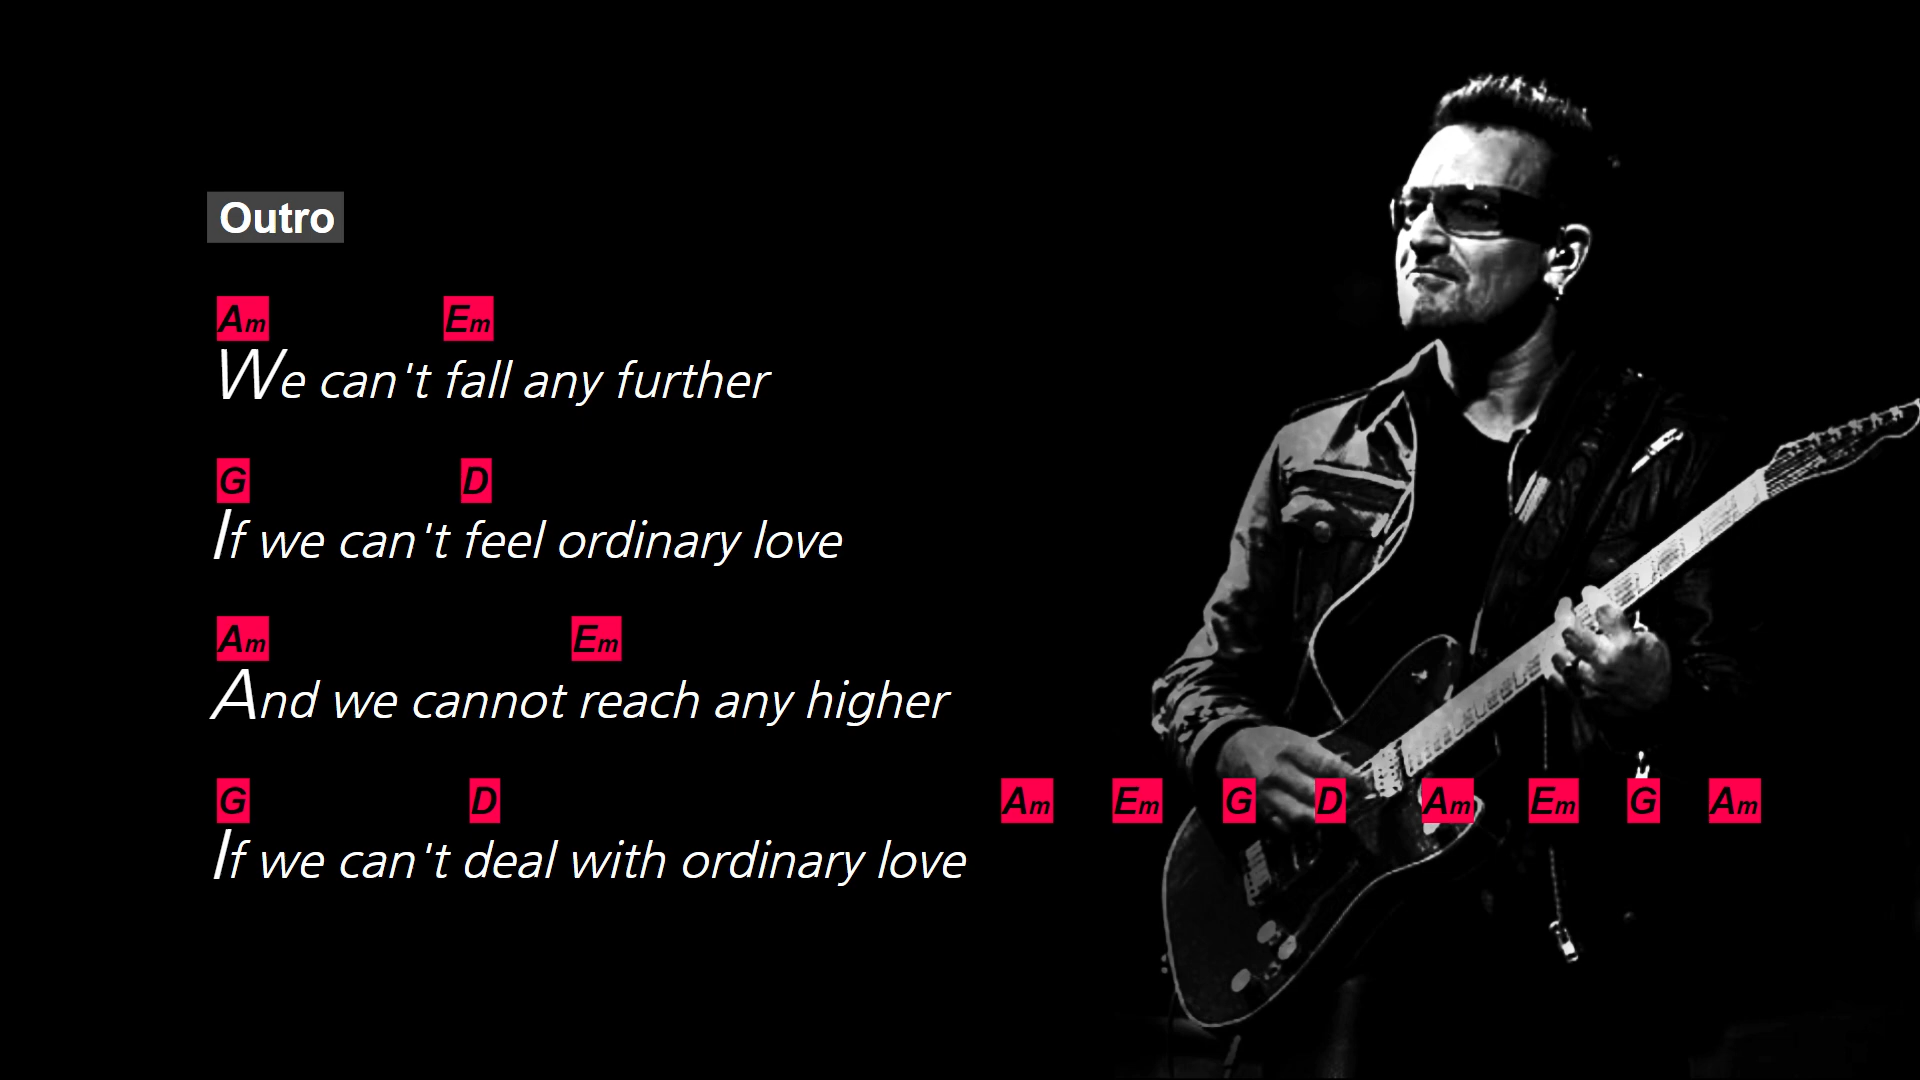 Outro
Am Em
We can't fall any further
G D
If we can't feel ordinary love
Am Em
And we cannot reach any higher
G D Am Em G D Am Em G Am
If we can't deal with ordinary love